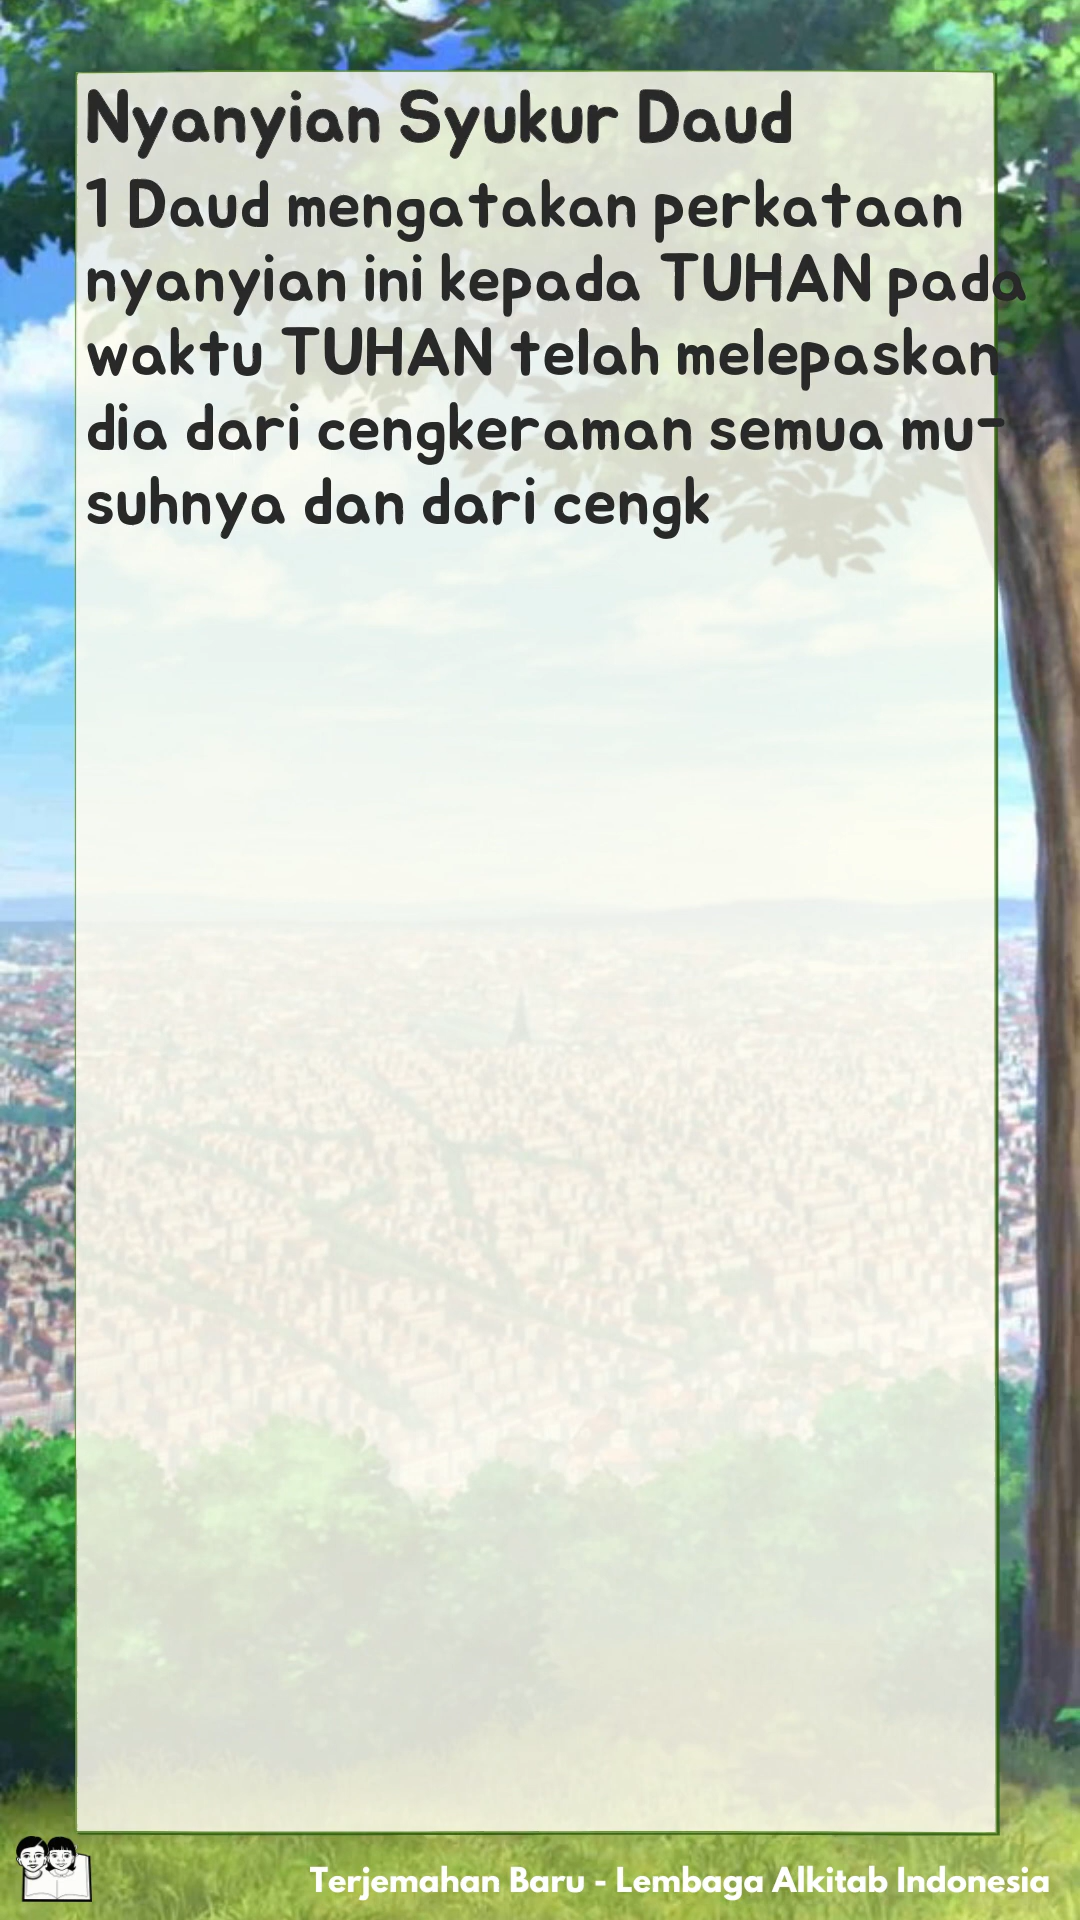 Nyanyian Syukur Daud
1 Daud mengatakan perkataan
nyanyian ini kepada TUHAN pada
waktu TUHAN telah melepaskan
dia dari cengkeraman semua mu-
suhnya dan dari cengk
Terjemahan Baru - Lembaga Alkitab Indonesia